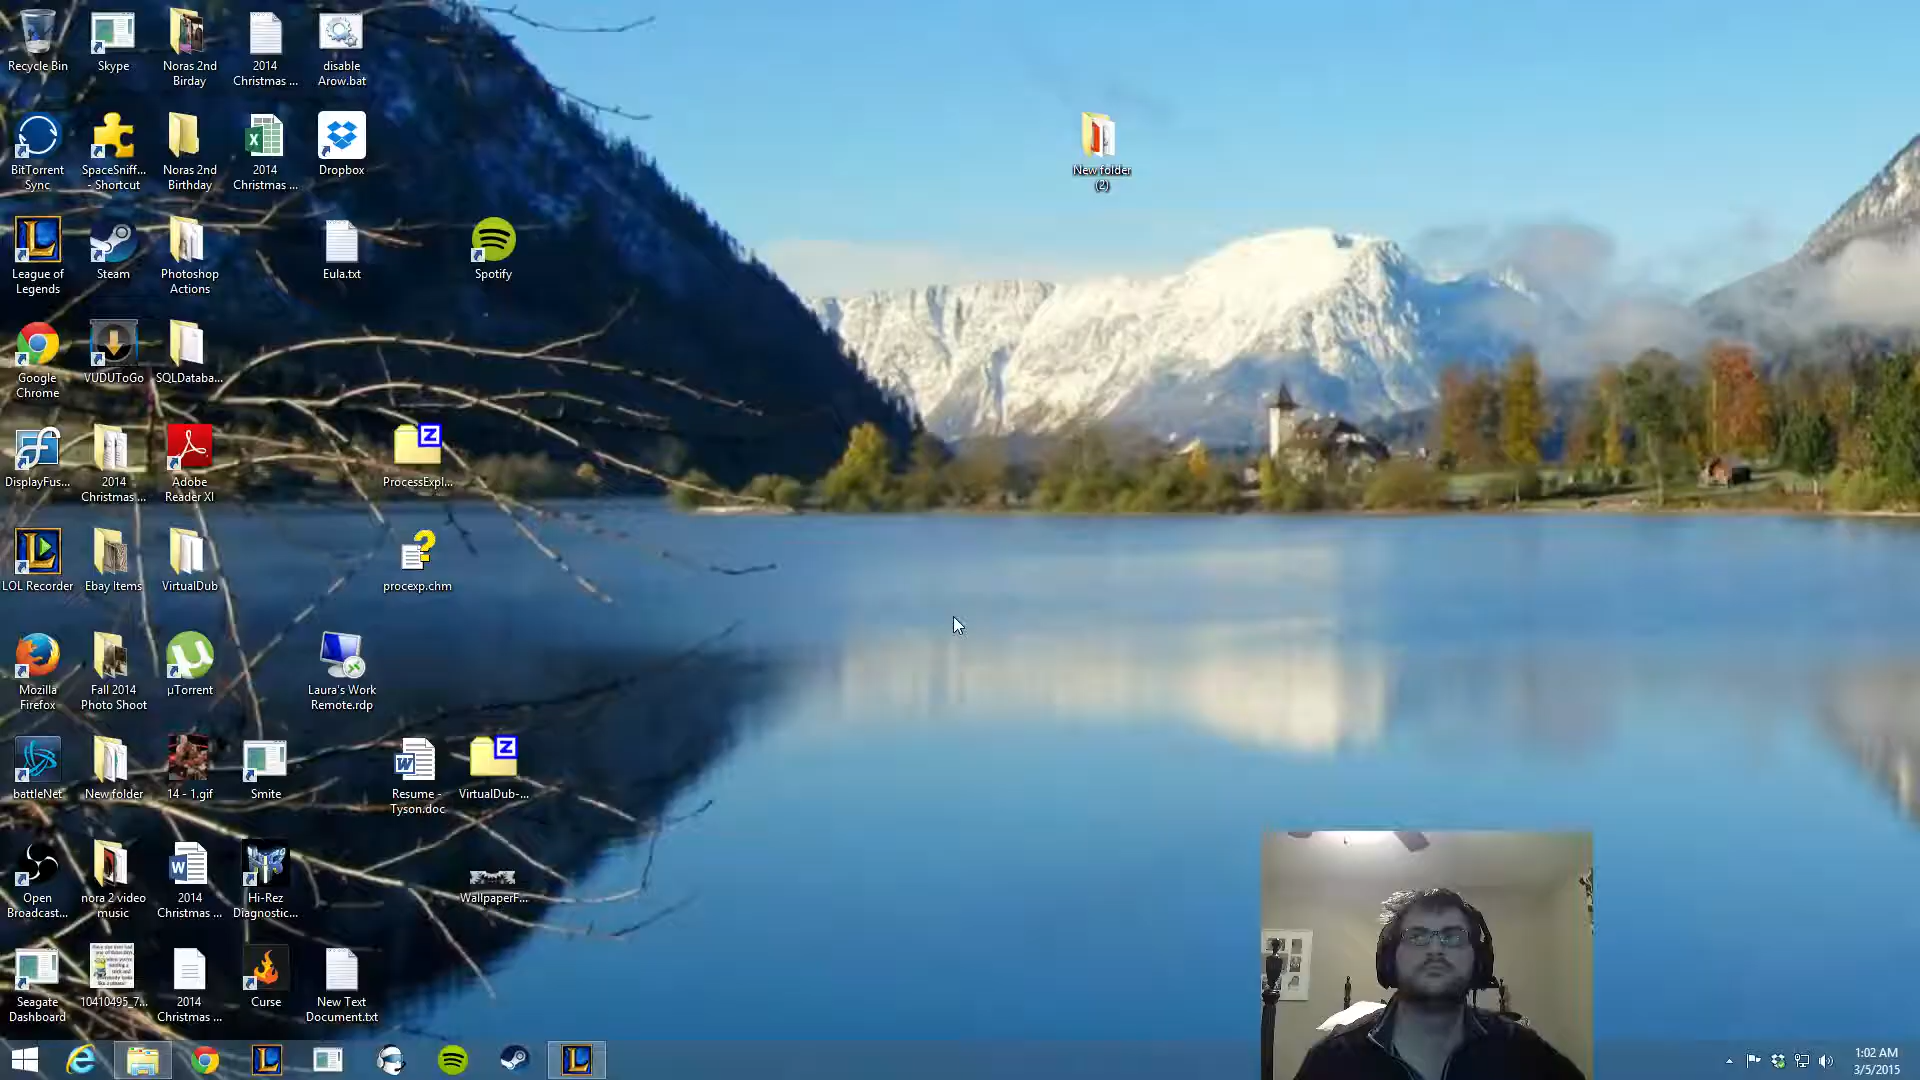 Recycle Bin
Skype
Noras 2nd
Birday
2014
Christmas ...
disable
Arow.bat
BitTorrent
Sync
SpaceSniff...
- Shortcut
Noras 2nd
Birthday
2014
Christmas ...
Dropbox
New folder
(2)
League of
Legends
Steam
Photoshop
Actions
Eula.txt
Spotify
Google
Chrome
VUDUToGo
SQLDataba...
DisplayFus...
2014
Christmas ...
Adobe
Reader XI
ProcessExpl...
LOL Recorder
Ebay Items
VirtualDub
procexp.chm
Mozilla
Firefox
Fall 2014
Photo Shoot
µTorrent
Laura's Work
Remote.rdp
battleNet
New folder
14 - 1.gif
Smite
Resume -
Tyson.doc
VirtualDub-...
Open
Broadcast...
nora 2 video
music
2014
Christmas ...
Hi-Rez
Diagnostic...
WallpaperF...
Seagate
Dashboard
10410495_7...
2014
Christmas ...
Curse
New Text
Document.txt
1:02 AM
3/5/2015